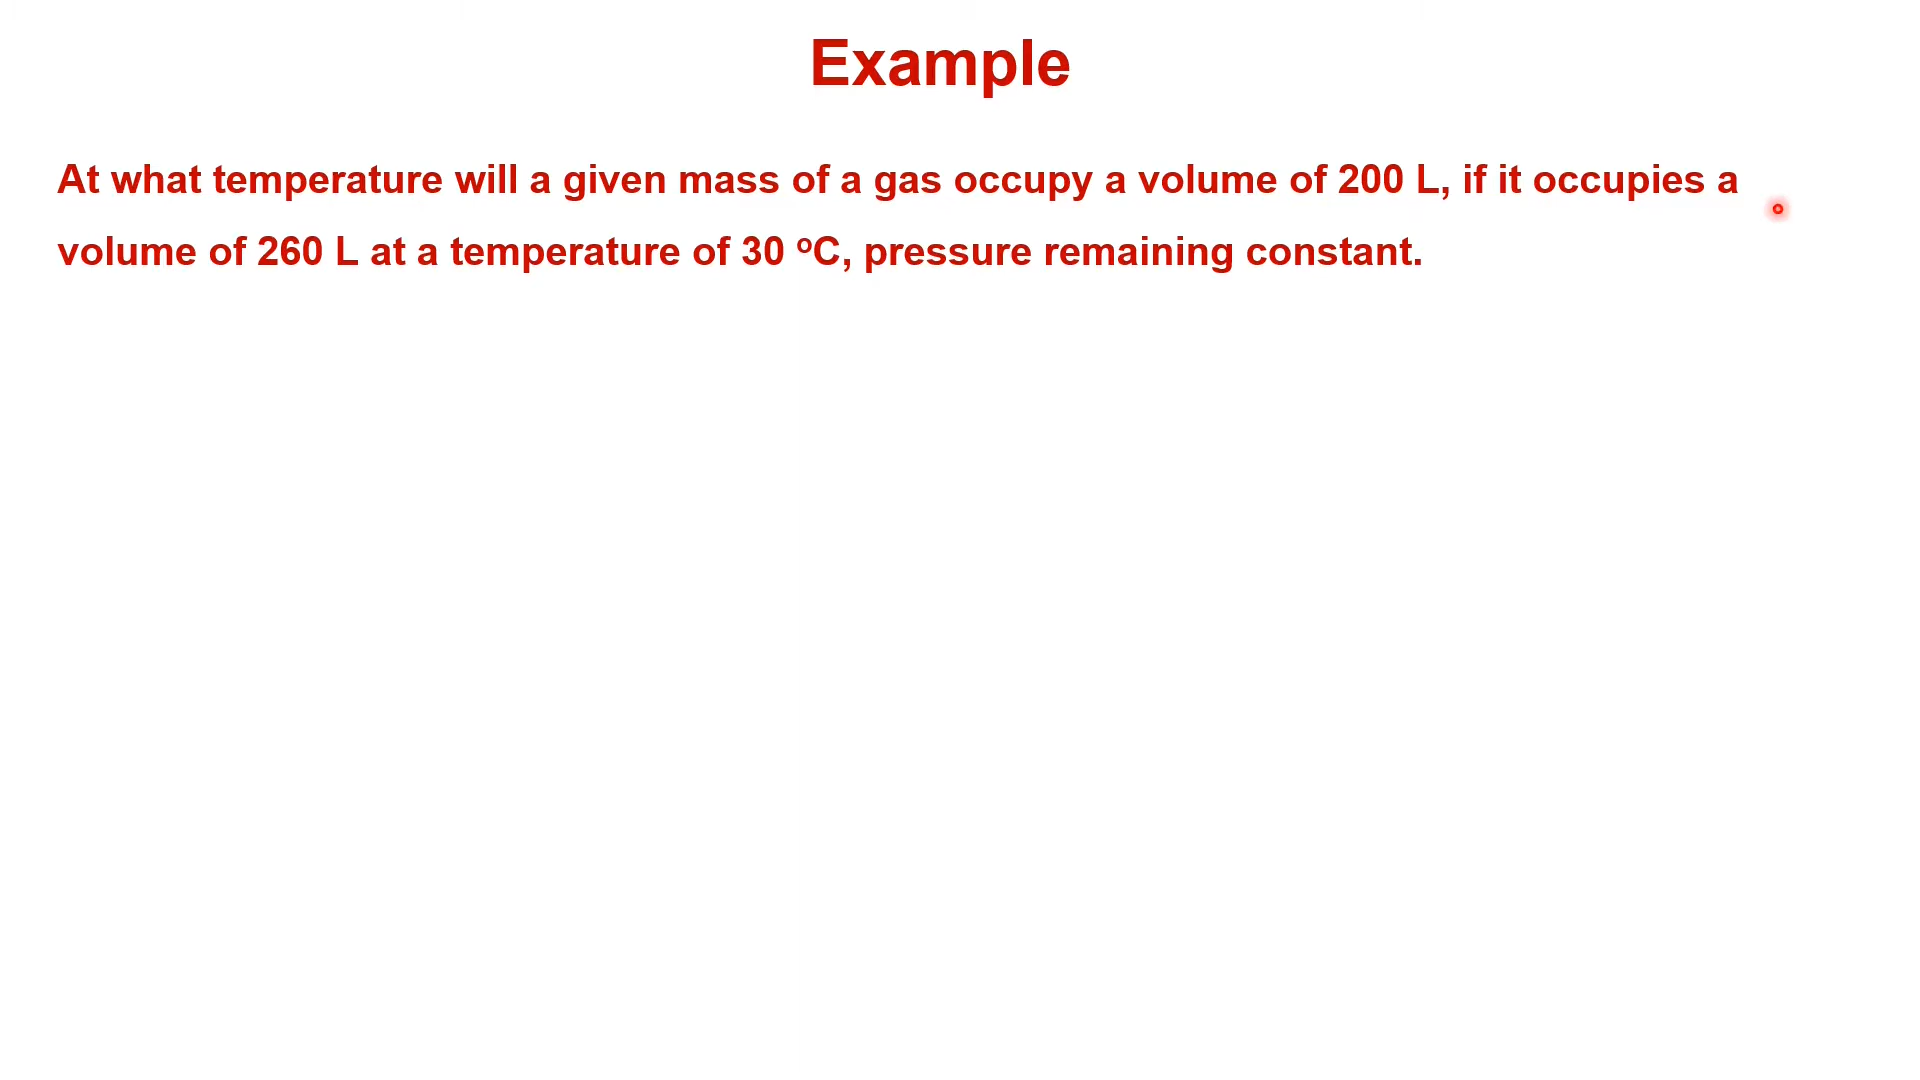 Example
At what temperature will a given mass of a gas occupy a volume of 200 L, if it occupies a
volume of 260 L at a temperature of 30 ºC, pressure remaining constant.